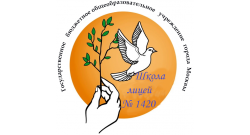 Государственное бюджетное общеобразовательное учреждение города Москвы
Школа
лицей
№ 1420